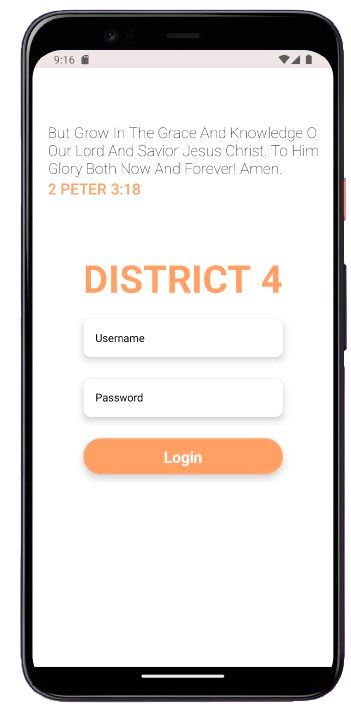 9:16
But Grow In The Grace And Knowledge O
Our Lord And Savior Jesus Christ. To Him
Glory Both Now And Forever! Amen.
2 PETER 3:18
DISTRICT 4
Username
Password
Login